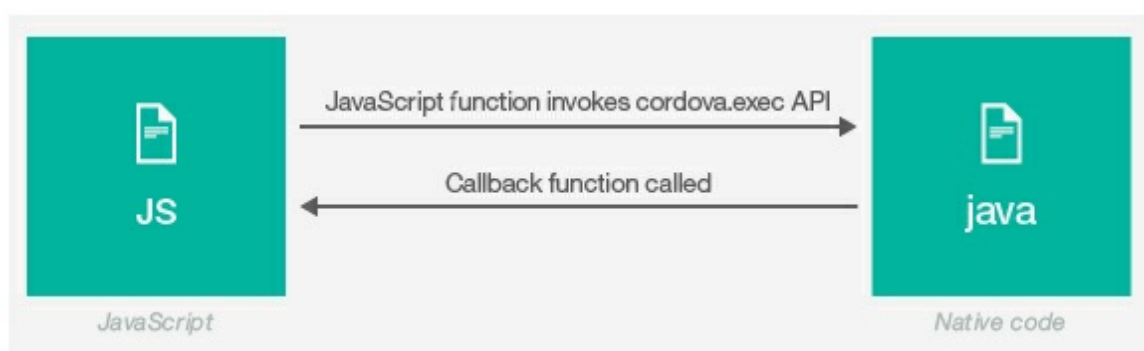 JavaScript function invokes cordova.exec API
Callback function called
JS
java
JavaScript
Native code